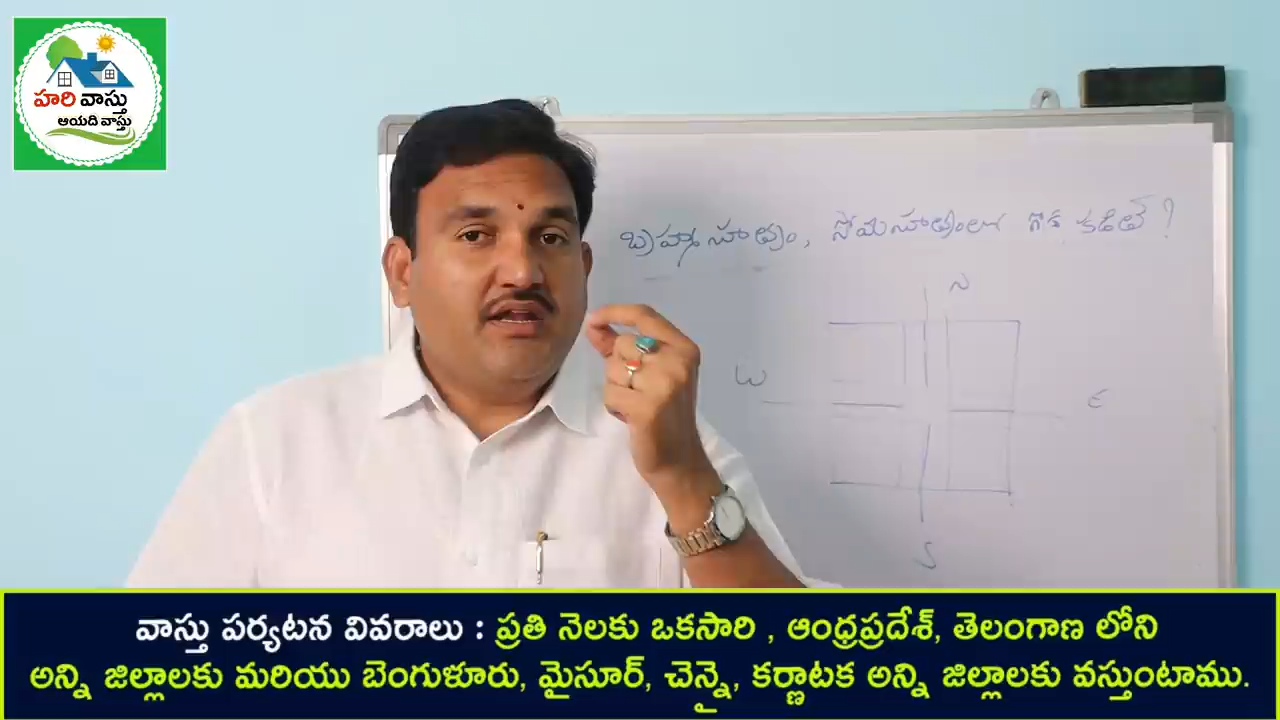 హరి వాస్తు
ఆయది వాస్తు
బ్రహ్మసూత్రం, సోమసూత్రంలో గోడ కడితే ?
N
W
E
S
వాస్తు పర్యటన వివరాలు : ప్రతి నెలకు ఒకసారి , ఆంధ్రప్రదేశ్, తెలంగాణ లోని
అన్ని జిల్లాలకు మరియు బెంగుళూరు, మైసూర్, చెన్నై, కర్ణాటక అన్ని జిల్లాలకు వస్తుంటాము.